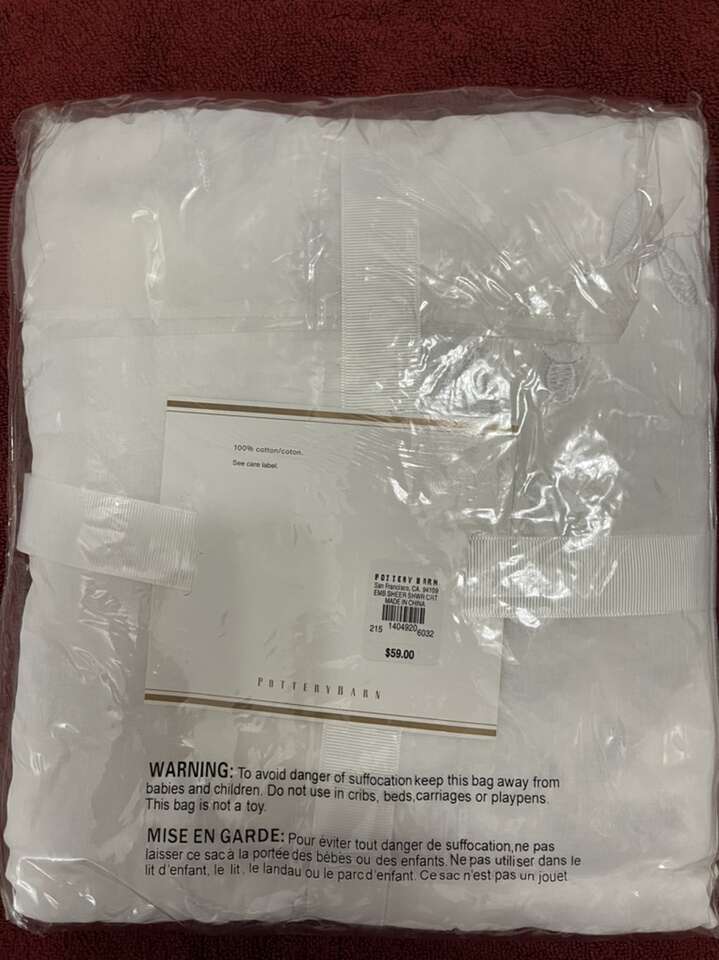 100% cotton/coton.
See care label.
POTTERY BARN
San Francisco, CA. 94109
EMB SHEER SHWR CRT
MADE IN CHINA
215 1404920 6032
$59.00
POTTERY BARN
WARNING: To avoid danger of suffocation keep this bag away from
babies and children. Do not use in cribs, beds,carriages or playpens.
This bag is not a toy.
MISE EN GARDE: Pour éviter tout danger de suffocation,ne pas
laisser ce sac à la portée des bébés ou des enfants. Ne pas utiliser dans le
lit d'enfant, le lit, le landau ou le parc d'enfant. Ce sac n'est pas un jouet